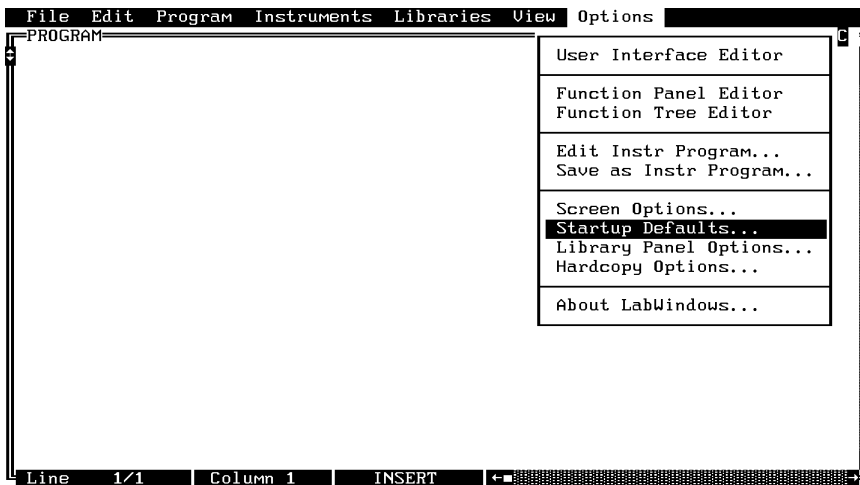 File Edit Program Instruments Libraries View Options
PROGRAM
C
User Interface Editor
Function Panel Editor
Function Tree Editor
Edit Instr Program...
Save as Instr Program...
Screen Options...
Startup Defaults...
Library Panel Options...
Hardcopy Options...
About LabWindows...
Line 1/1 Column 1 INSERT